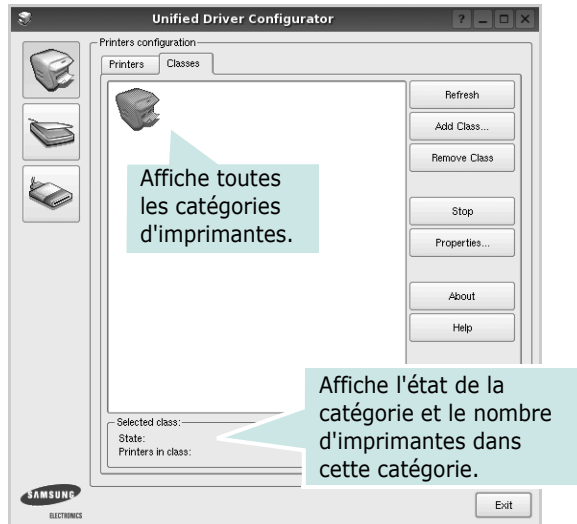 Unified Driver Configurator
Printers configuration
Printers
Classes
Refresh
Add Class...
Remove Class
Stop
Properties...
About
Help
Affiche toutes
les catégories
d'imprimantes.
Affiche l'état de la
catégorie et le nombre
d'imprimantes dans
cette catégorie.
Selected class:
State:
Printers in class:
SAMSUNG
ELECTRONICS
Exit